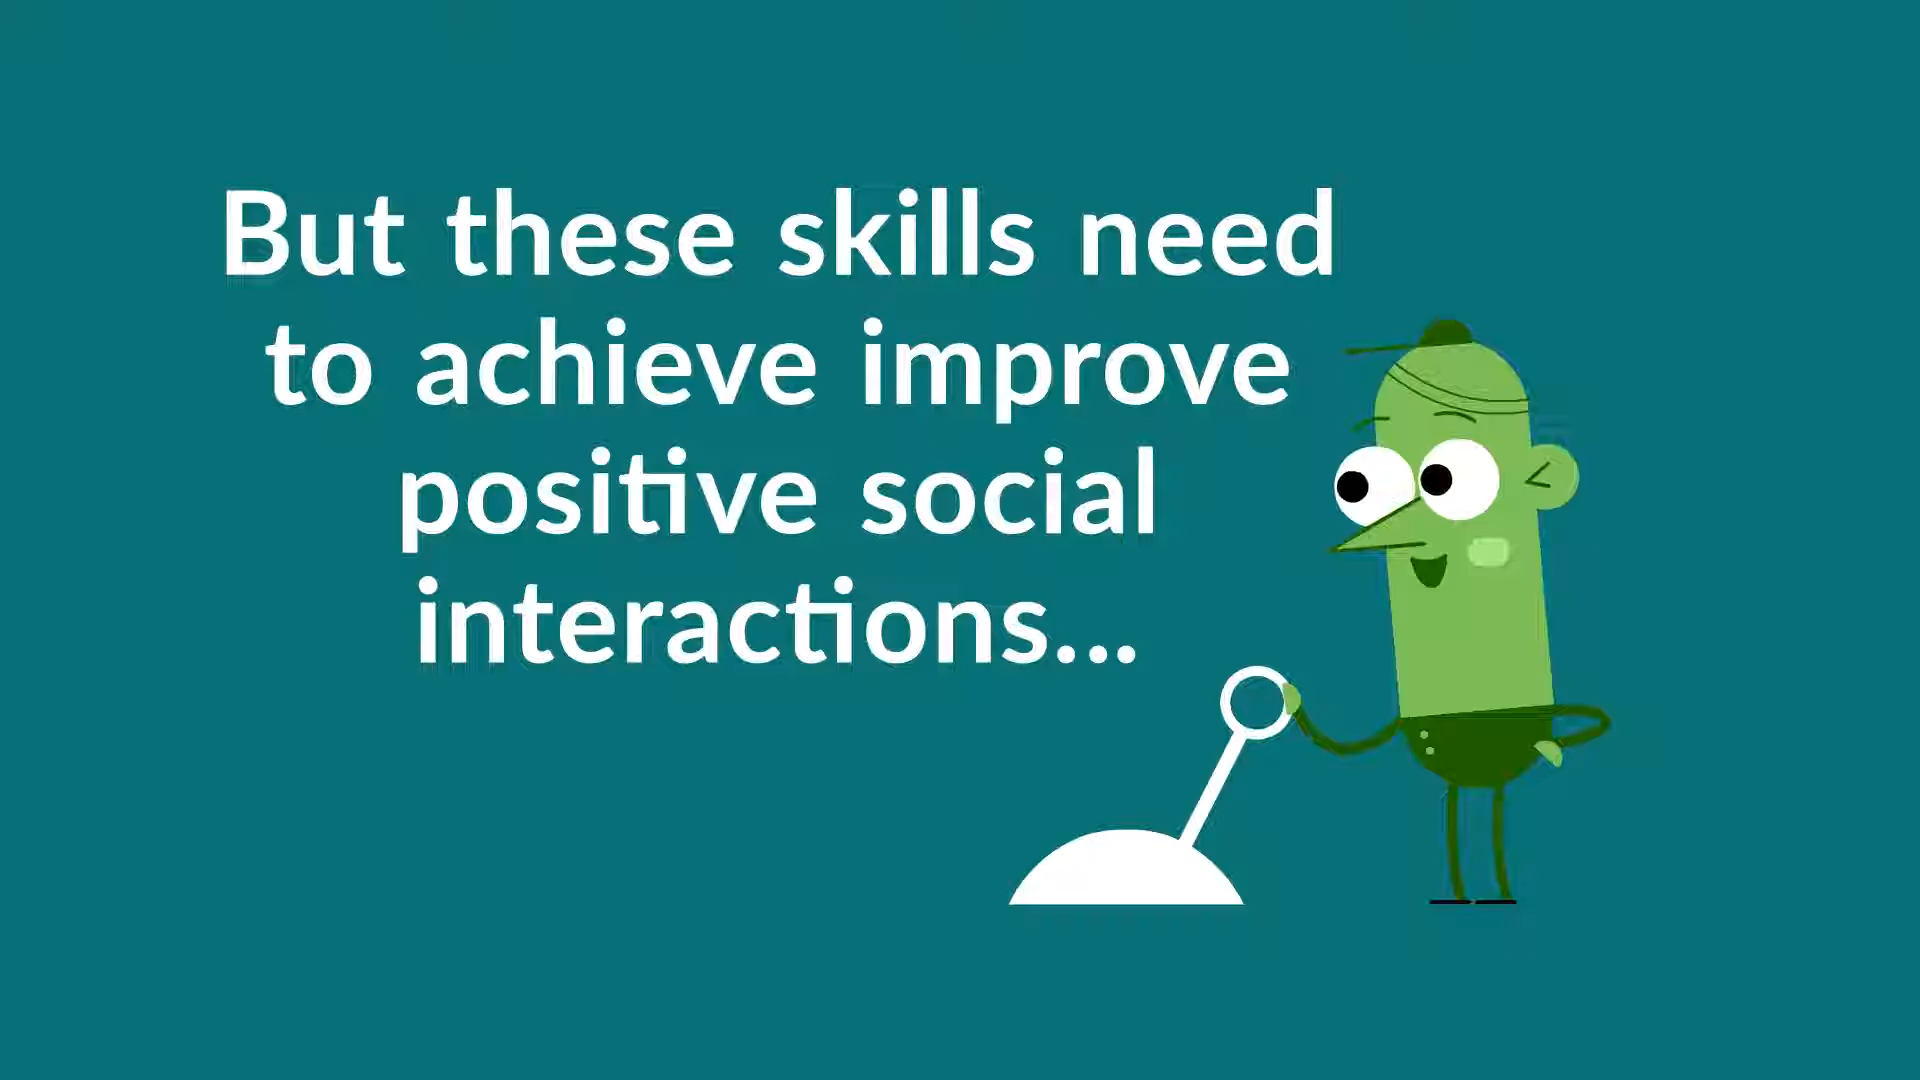 But these skills need
to achieve improve
positive social
interactions...